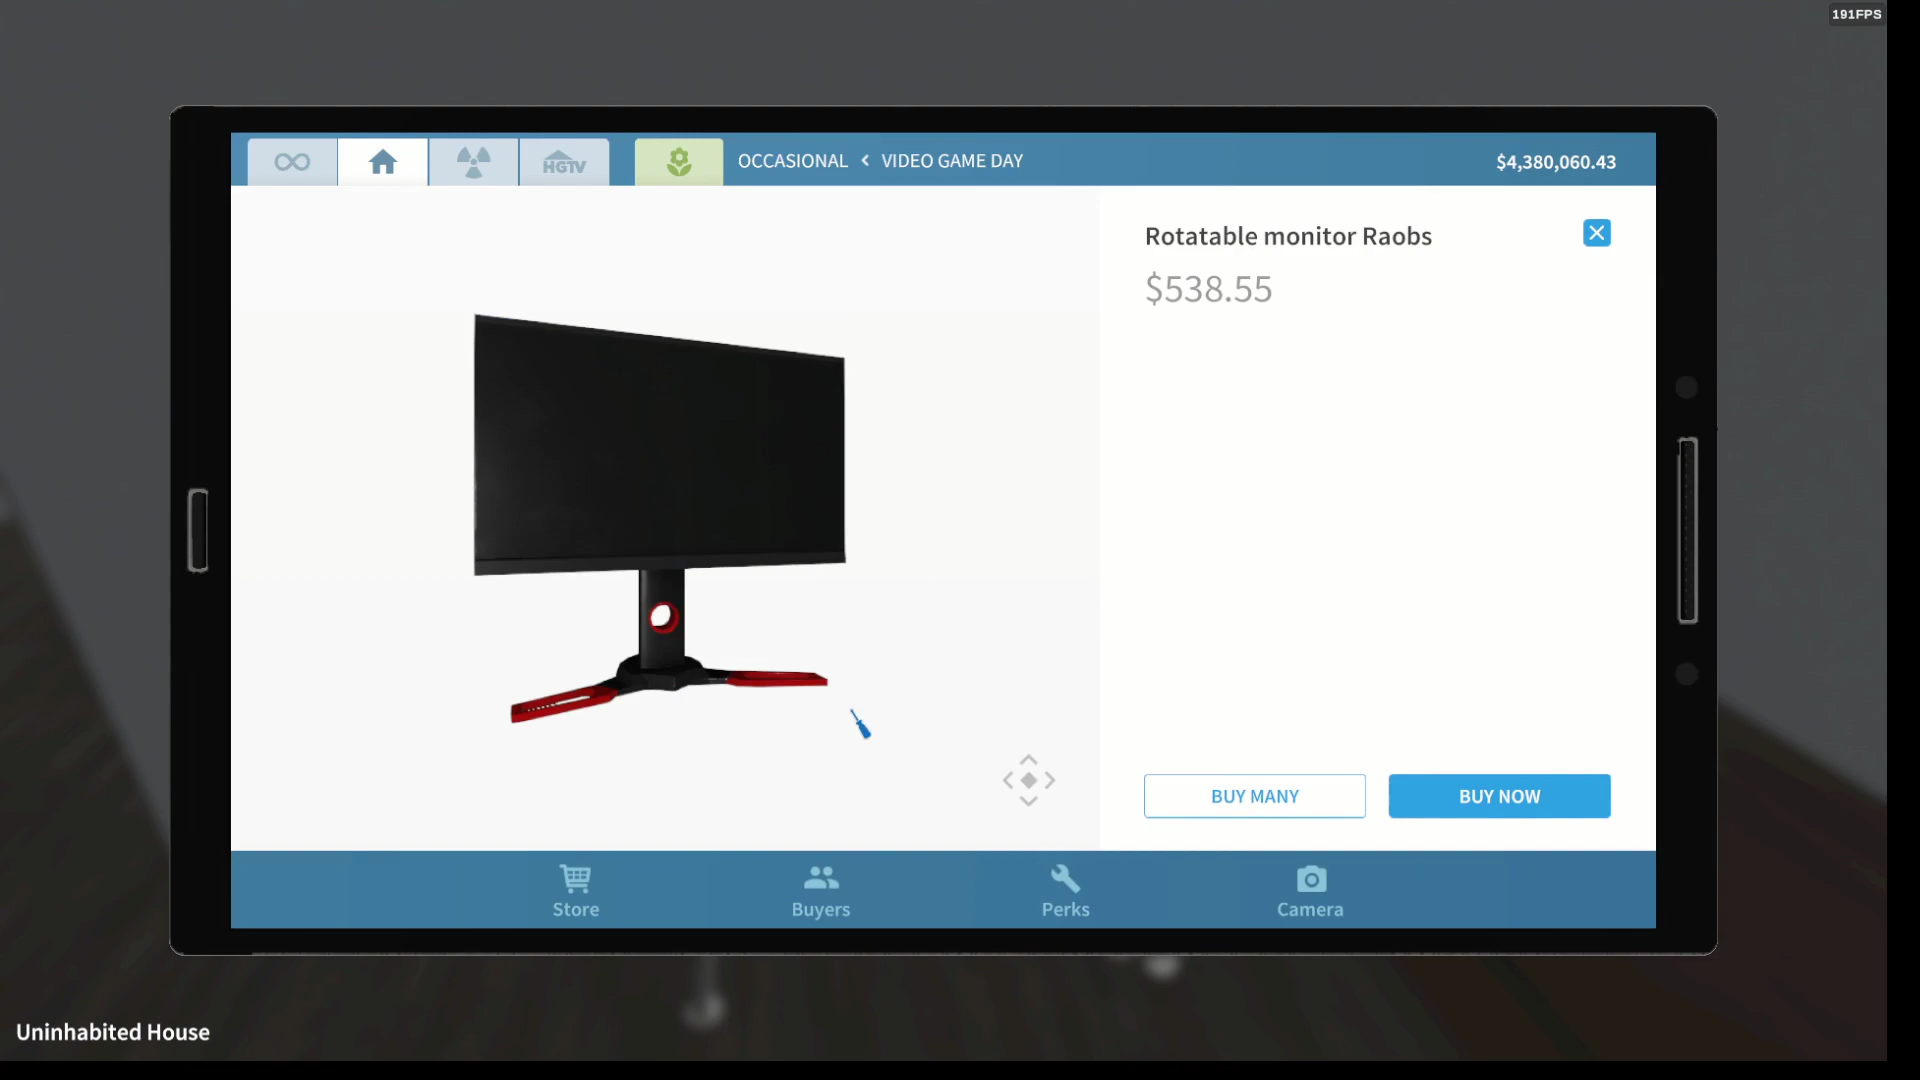 191FPS
HGTV
OCCASIONAL < VIDEO GAME DAY
$4,380,060.43
Rotatable monitor Raobs
$538.55
BUY MANY
BUY NOW
Store
Buyers
Perks
Camera
Uninhabited House